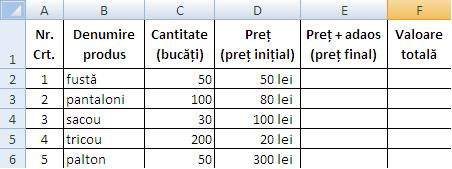 A B C D E F
1 Nr. Crt. Denumire produs Cantitate (bucăți) Preț (preț inițial) Preț + adaos (preț final) Valoare totală
2 1 fustă 50 50 lei
3 2 pantaloni 100 80 lei
4 3 sacou 30 100 lei
5 4 tricou 200 20 lei
6 5 palton 50 300 lei